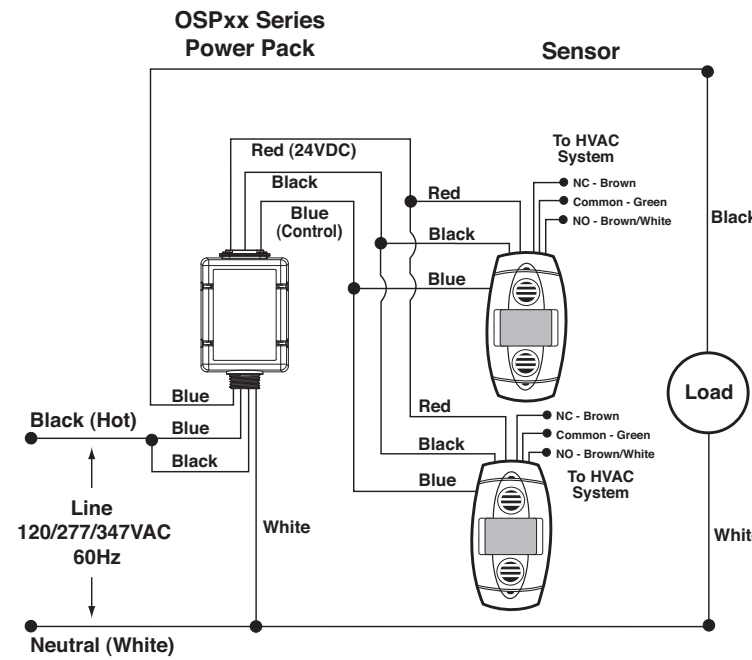 OSPxx Series
Power Pack
Sensor
Red (24VDC)
Black
Blue
(Control)
To HVAC
System
NC - Brown
Common - Green
NO - Brown/White
Red
Black
Blue
Black
Load
Blue
Black (Hot)
Blue
Black
Red
Black
Blue
NC - Brown
Common - Green
NO - Brown/White
To HVAC
System
Line
120/277/347VAC
60Hz
White
Whit
Neutral (White)